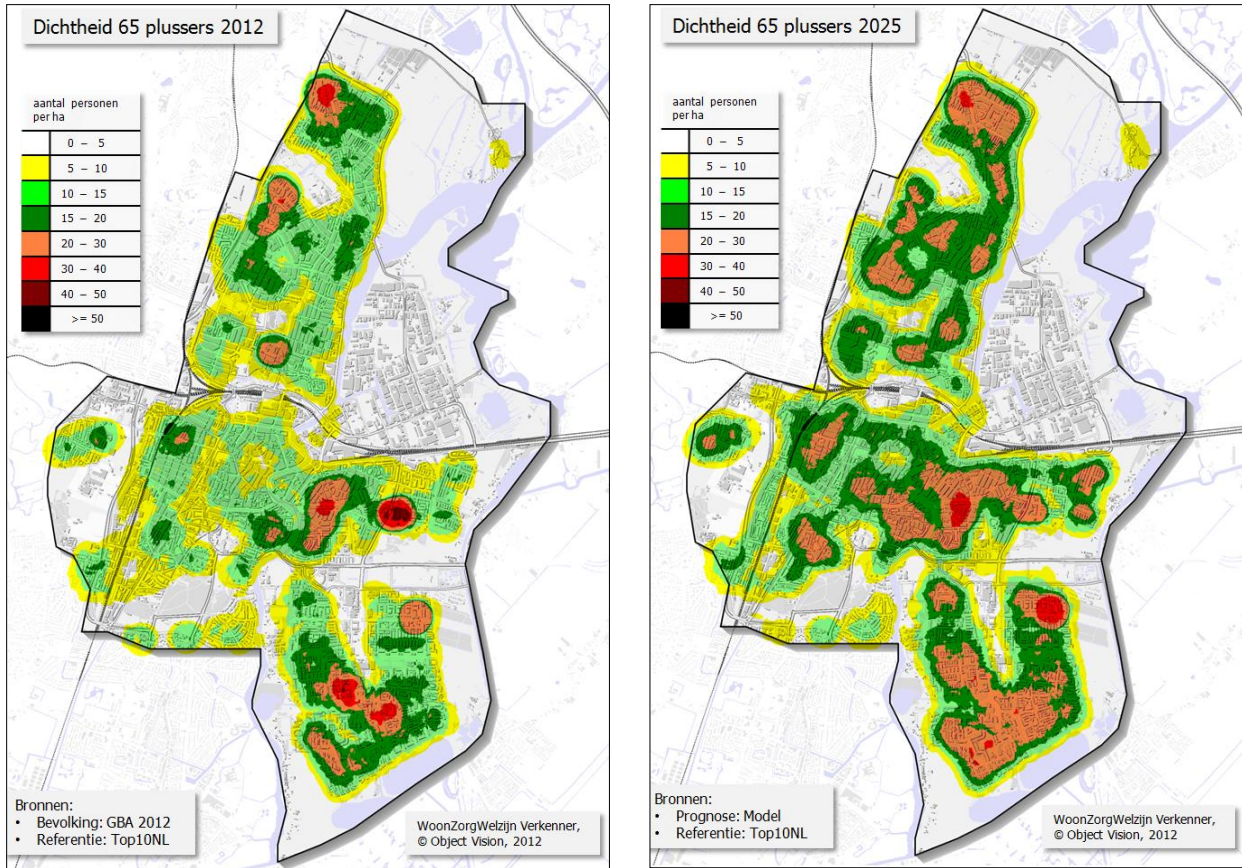 Dichtheid 65 plussers 2012
aantal personen
per ha
0 – 5
5 – 10
10 – 15
15 – 20
20 – 30
30 – 40
40 – 50
>= 50
Bronnen:
• Bevolking: GBA 2012
• Referentie: Top10NL
WoonZorgWelzijn Verkenner,
© Object Vision, 2012
Dichtheid 65 plussers 2025
aantal personen
per ha
0 – 5
5 – 10
10 – 15
15 – 20
20 – 30
30 – 40
40 – 50
>= 50
Bronnen:
• Prognose: Model
• Referentie: Top10NL
WoonZorgWelzijn Verkenner,
© Object Vision, 2012